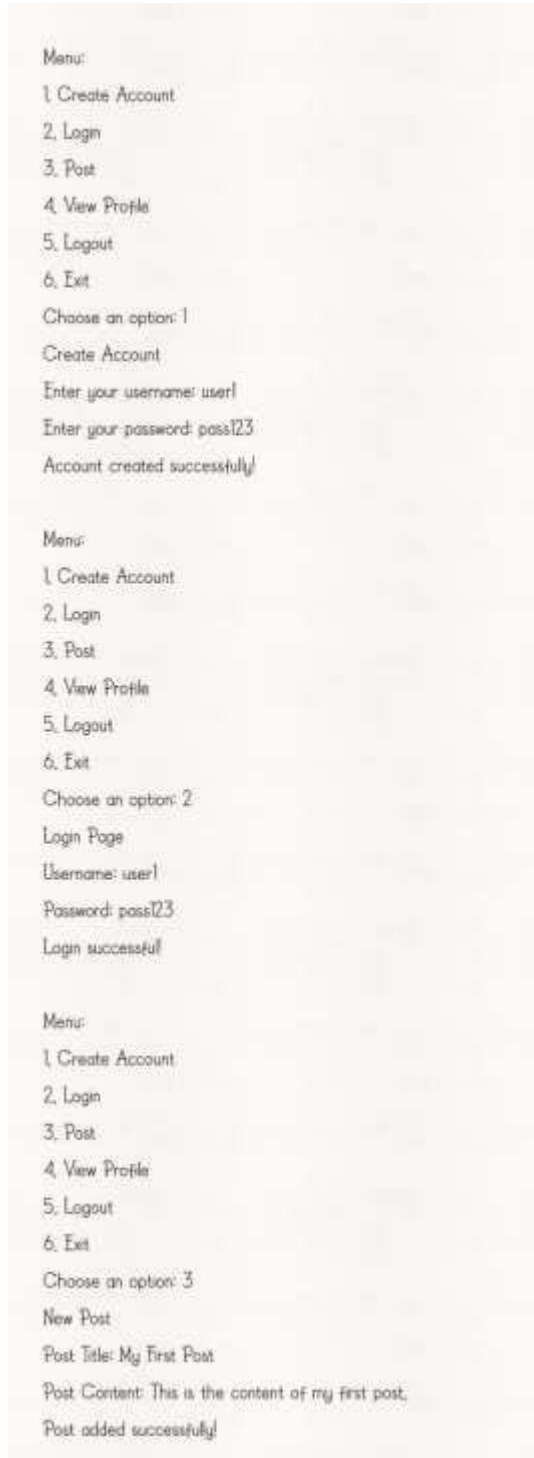 Menu:
1. Create Account
2. Login
3. Post
4. View Profile
5. Logout
6. Exit
Choose an option: 1
Create Account
Enter your username: user1
Enter your password: pass123
Account created successfully!
Menu:
1. Create Account
2. Login
3. Post
4. View Profile
5. Logout
6. Exit
Choose an option: 2
Login Page
Username: user1
Password: pass123
Login successful!
Menu:
1. Create Account
2. Login
3. Post
4. View Profile
5. Logout
6. Exit
Choose an option: 3
New Post
Post Title: My First Post
Post Content: This is the content of my first post.
Post added successfully!